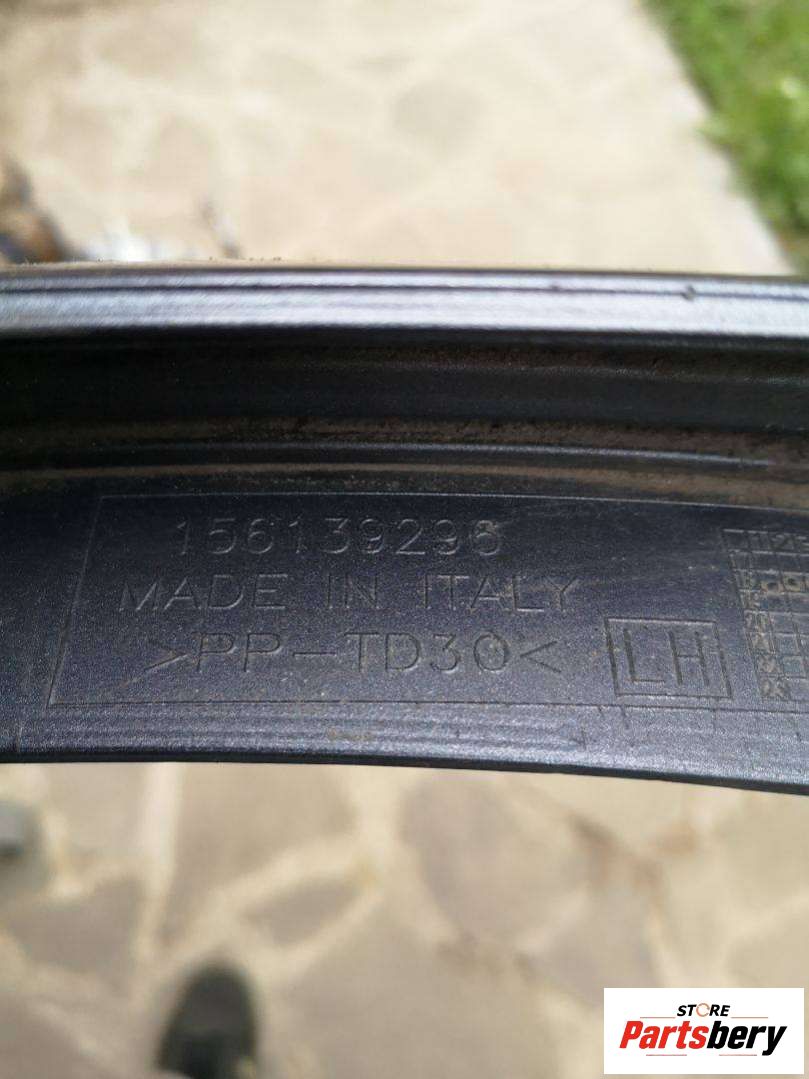 156139296
MADE IN ITALY
>PP-TD30<
LH
STORE
Partsbery